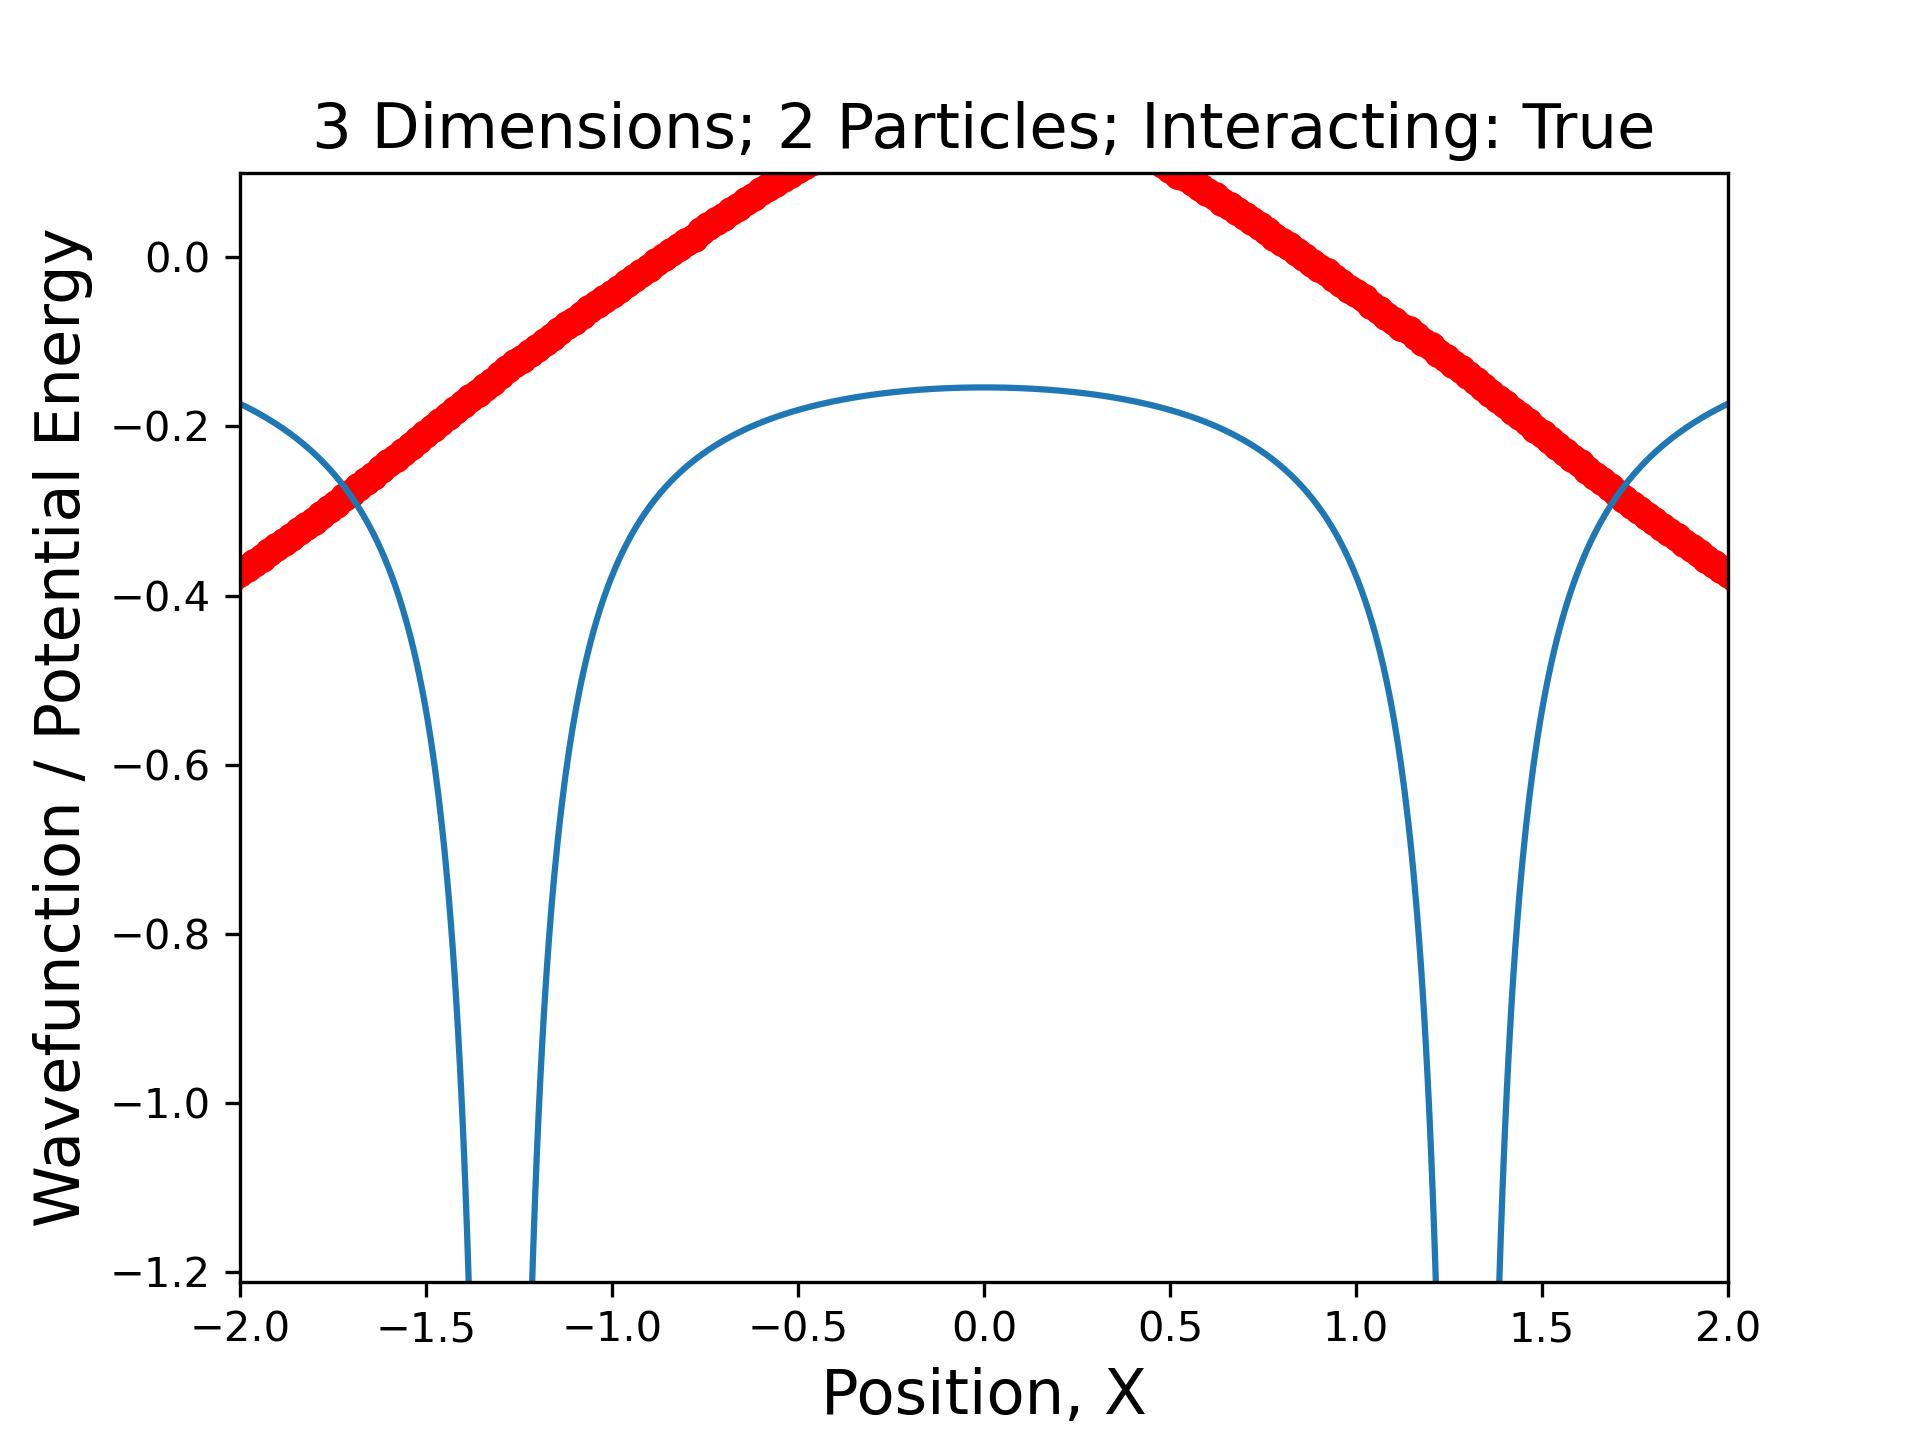 3 Dimensions; 2 Particles; Interacting: True
Wavefunction / Potential Energy
0.0
−0.2
−0.4
−0.6
−0.8
−1.0
−1.2
−2.0 −1.5 −1.0 −0.5 0.0 0.5 1.0 1.5 2.0
Position, X